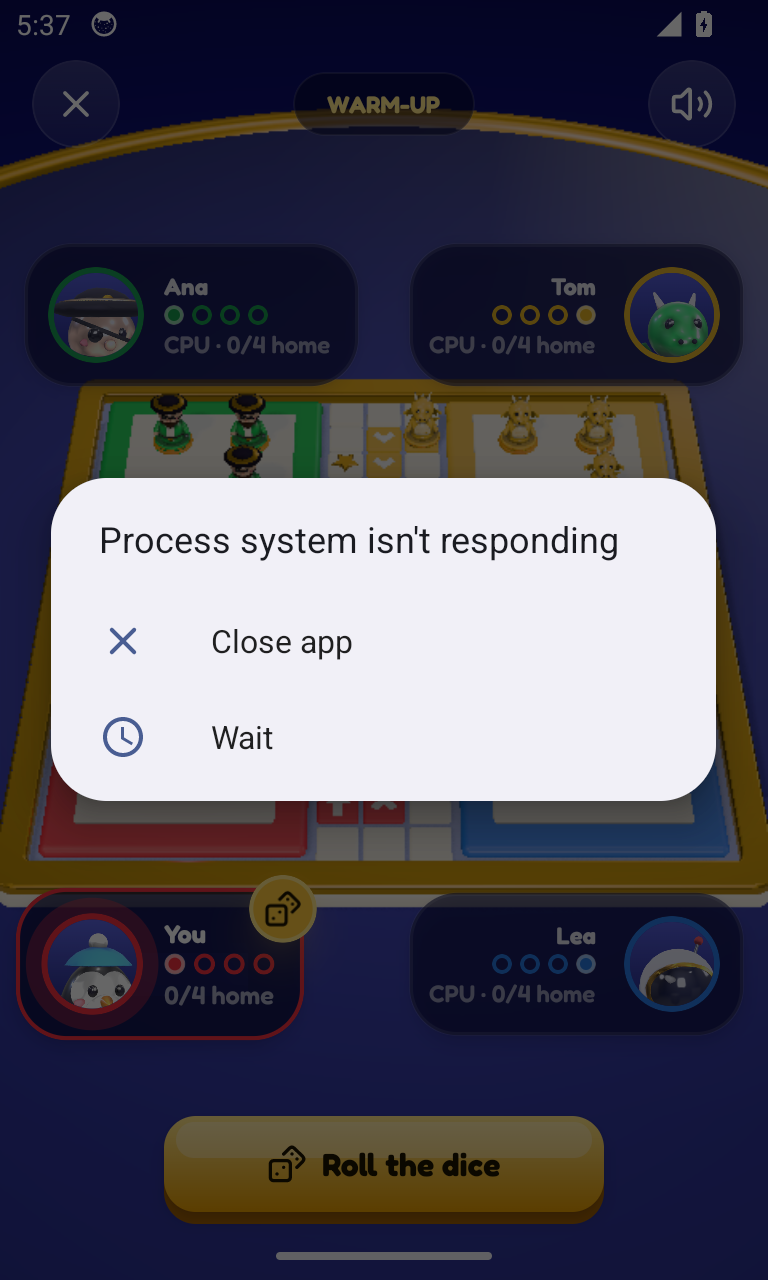 5:37
WARM-UP
Ana
CPU · 0/4 home
Tom
CPU · 0/4 home
Process system isn't responding
Close app
Wait
You
0/4 home
Lea
CPU · 0/4 home
Roll the dice